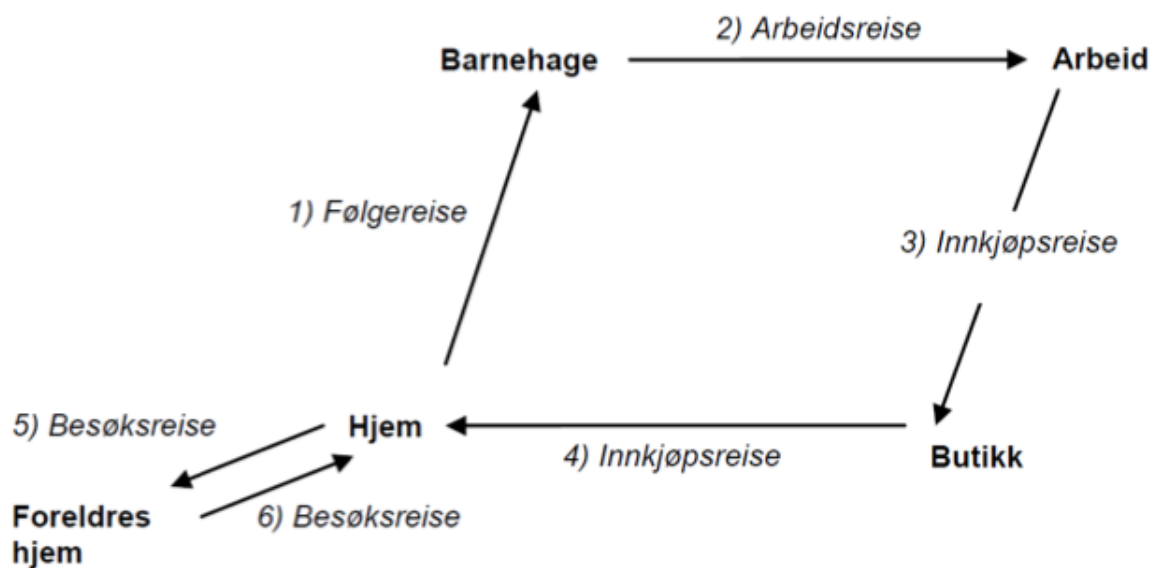 2) Arbeidsreise
Barnehage
Arbeid
1) Følgereise
3) Innkjøpsreise
5) Besøksreise
Hjem
4) Innkjøpsreise
Butikk
Foreldres
hjem
6) Besøksreise